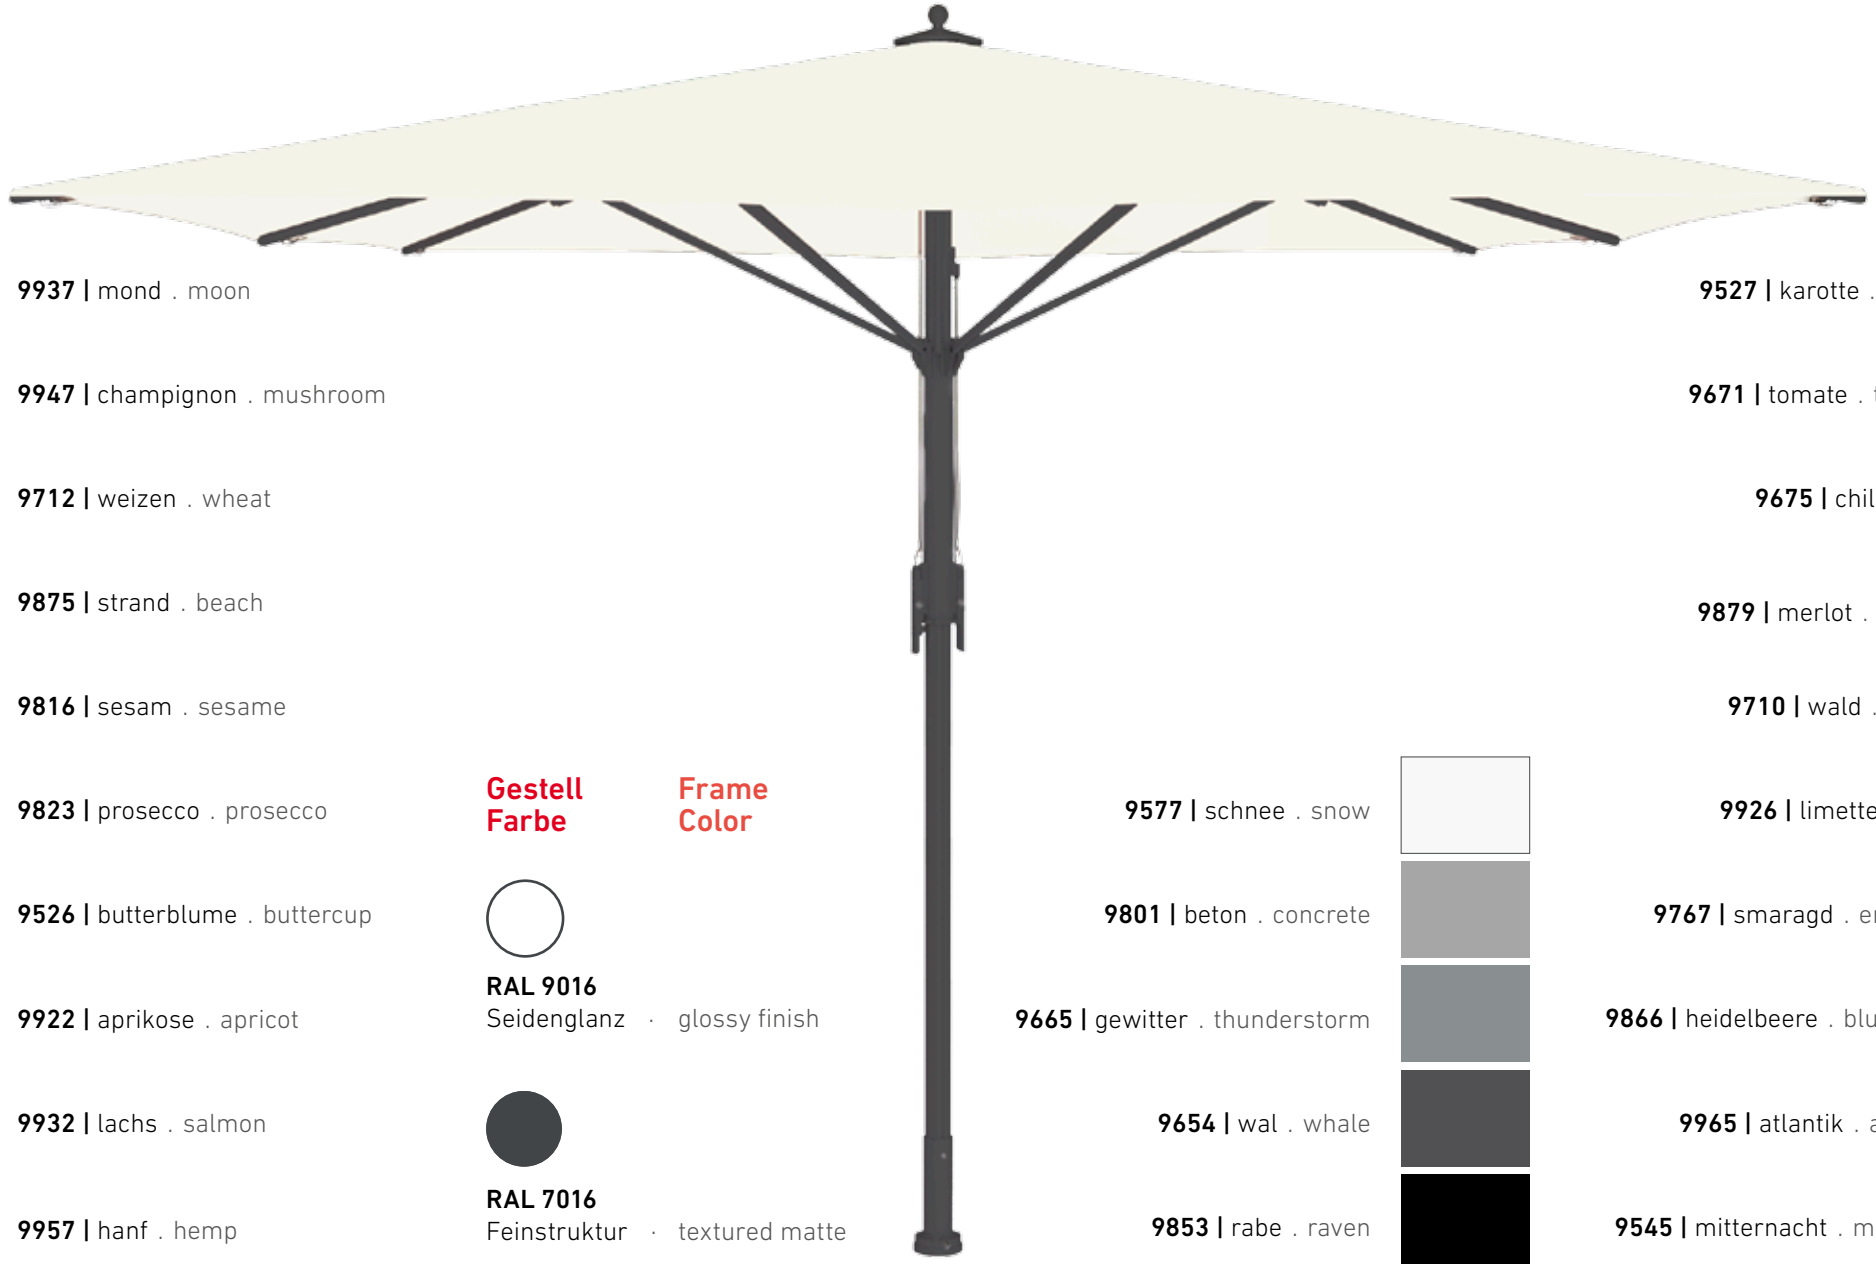 9937 | mond . moon
9947 | champignon . mushroom
9712 | weizen . wheat
9875 | strand . beach
9816 | sesam . sesame
9823 | prosecco . prosecco
9526 | butterblume . buttercup
9922 | aprikose . apricot
9932 | lachs . salmon
9957 | hanf . hemp
Gestell Frame
Farbe Color
RAL 9016
Seidenglanz · glossy finish
RAL 7016
Feinstruktur · textured matte
9577 | schnee . snow
9801 | beton . concrete
9665 | gewitter . thunderstorm
9654 | wal . whale
9853 | rabe . raven
9527 | karotte .
9671 | tomate .
9675 |
9879 | merlot .
9710 | wald .
9926 | limette
9767 | smaragd .
9866 | heidelbeere .
9965 | atlantik .
9545 | mitternacht .